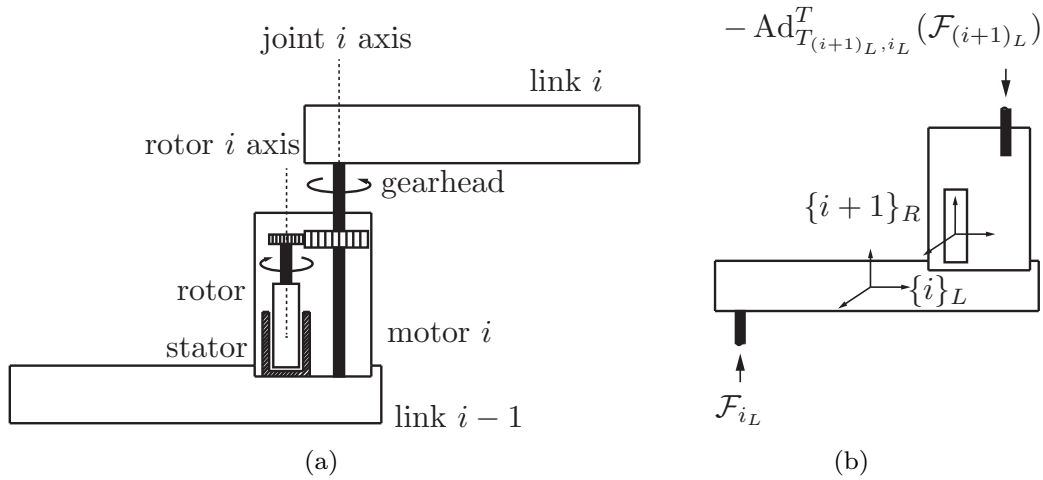 joint i axis
link i
rotor i axis
gearhead
rotor
stator
motor i
link i − 1
(a)
− Ad^T_{T_{(i+1)_L, i_L}} (ℱ_{(i+1)_L})
{i + 1}_R
{i}_L
ℱ_{i_L}
(b)